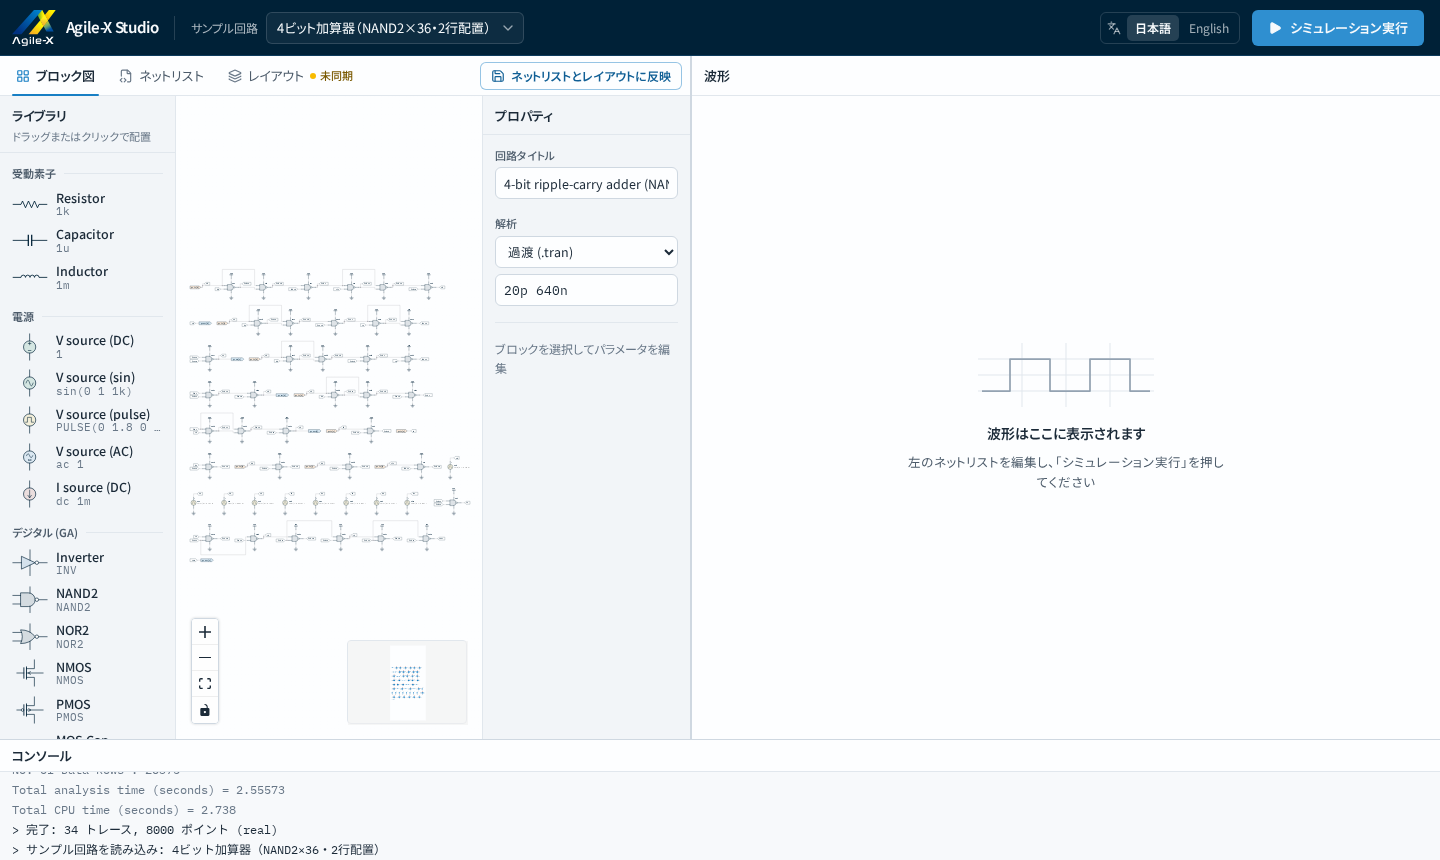 Agile-X
Agile-X Studio
サンプル回路
4ビット加算器（NAND2×36・2行配置）
日本語
English
シミュレーション実行
ブロック図
ネットリスト
レイアウト
未同期
ネットリストとレイアウトに反映
波形
ライブラリ
ドラッグまたはクリックで配置
受動素子
Resistor
1k
Capacitor
1u
Inductor
1m
電源
V source (DC)
1
V source (sin)
sin(0 1 1k)
V source (pulse)
PULSE(0 1.8 0 …
V source (AC)
ac 1
I source (DC)
dc 1m
デジタル (GA)
Inverter
INV
NAND2
NAND2
NOR2
NOR2
NMOS
NMOS
PMOS
PMOS
プロパティ
回路タイトル
4-bit ripple-carry adder (NAN
解析
過渡 (.tran)
20p 640n
ブロックを選択してパラメータを編
集
波形はここに表示されます
左のネットリストを編集し、「シミュレーション実行」を押し
てください
コンソール
Total analysis time (seconds) = 2.55573
Total CPU time (seconds) = 2.738
> 完了: 34 トレース, 8000 ポイント (real)
> サンプル回路を読み込み: 4ビット加算器（NAND2×36・2行配置）